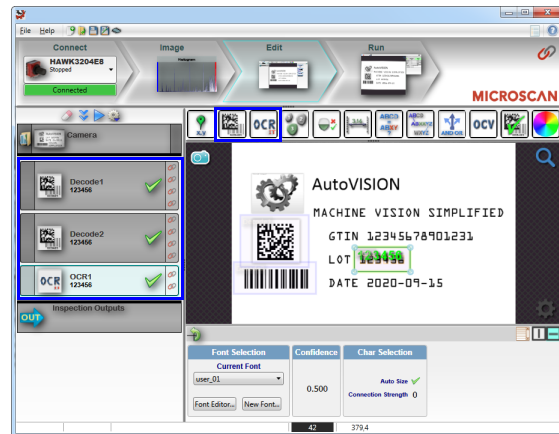 File Help
Connect
Image
Edit
Run
HAWK3204E8
Stopped
Connected
MICROSCAN
Camera
Decode1
123456
Decode2
123456
OCR
OCR1
123456
OUT
Inspection Outputs
X,Y
OCR
OCV
AutoVISION
MACHINE VISION SIMPLIFIED
GTIN 12345678901231
LOT 123456
DATE 2020-09-15
Font Selection
Current Font
user_01
Font Editor...
New Font...
Confidence
0.500
Char Selection
Auto Size
Connection Strength 0
42
379,4